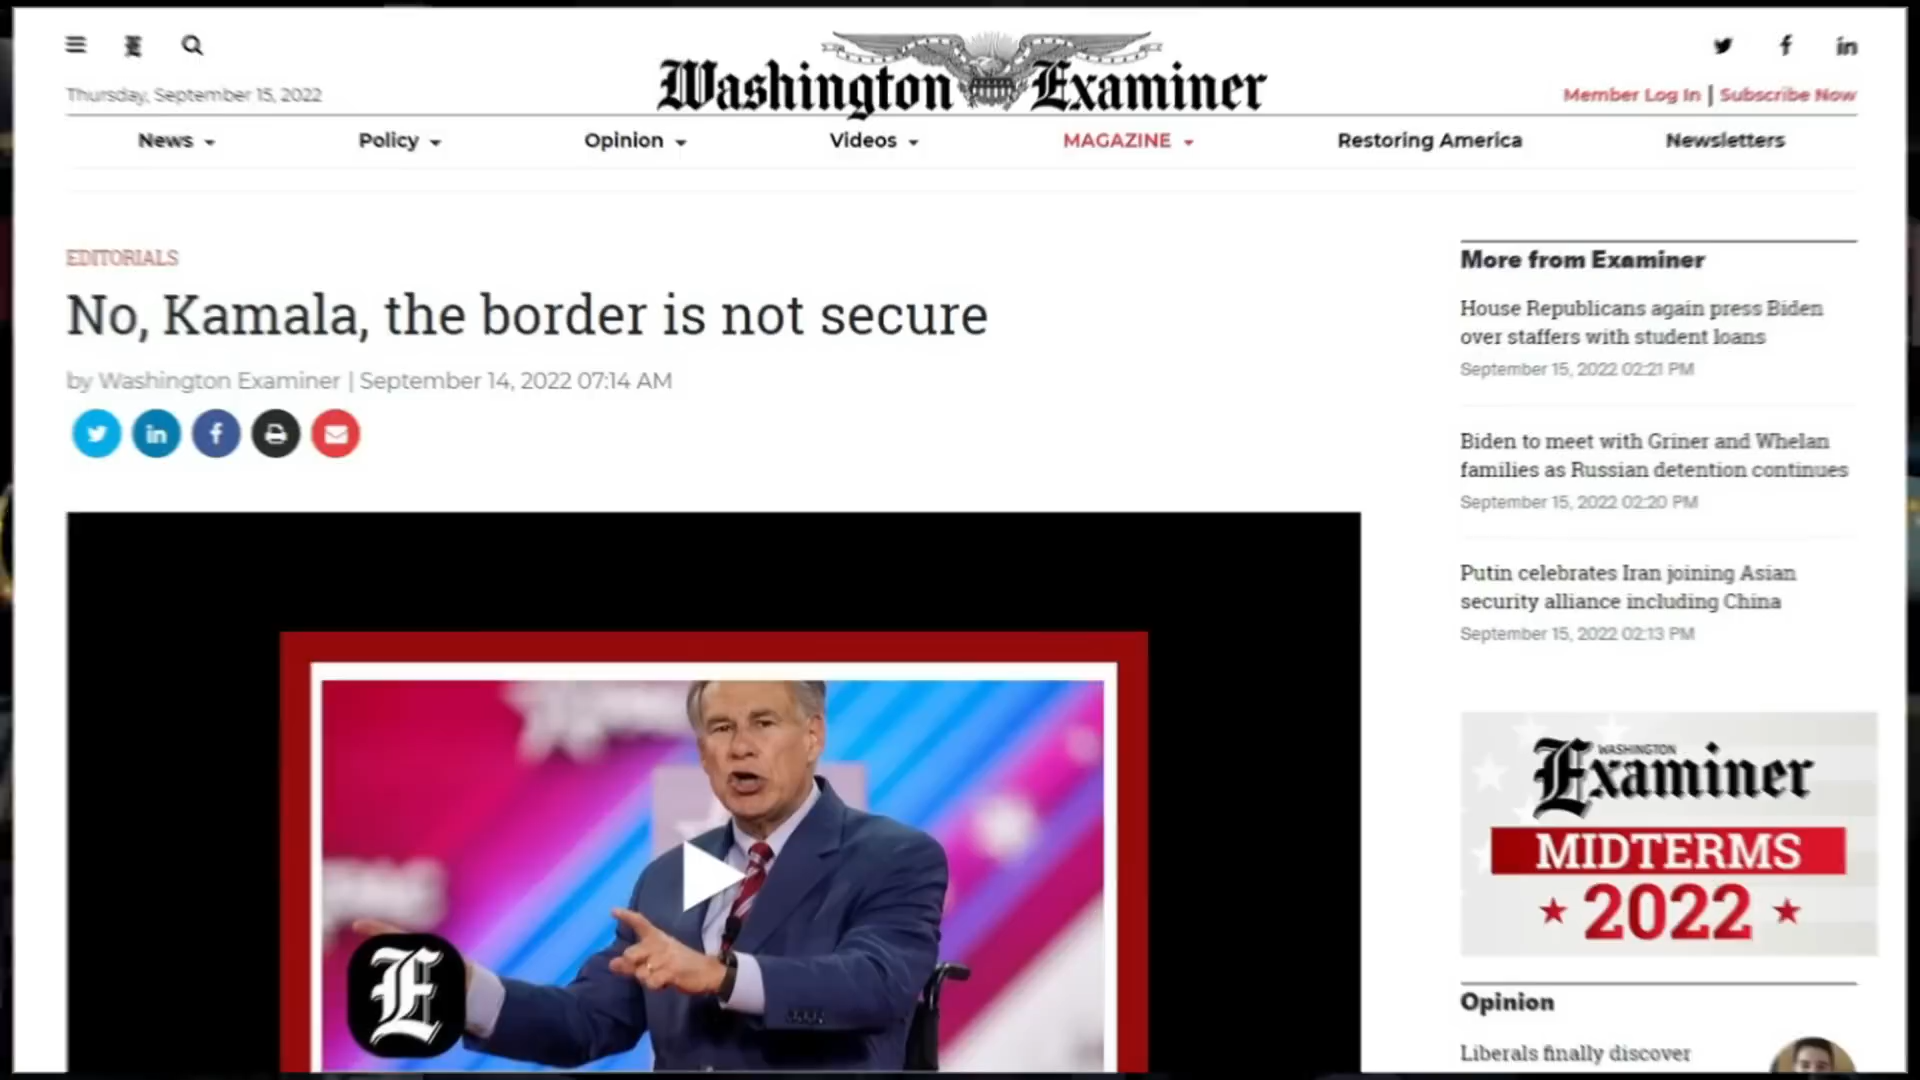 Washington Examiner
Thursday, September 15, 2022
Member Log In | Subscribe Now
News
Policy
Opinion
Videos
MAGAZINE
Restoring America
Newsletters
EDITORIALS
No, Kamala, the border is not secure
by Washington Examiner | September 14, 2022 07:14 AM
More from Examiner
House Republicans again press Biden
over staffers with student loans
September 15, 2022 02:21 PM
Biden to meet with Griner and Whelan
families as Russian detention continues
September 15, 2022 02:20 PM
Putin celebrates Iran joining Asian
security alliance including China
September 15, 2022 02:13 PM
WASHINGTON
Examiner
MIDTERMS
2022
Opinion
Liberals finally discover
E